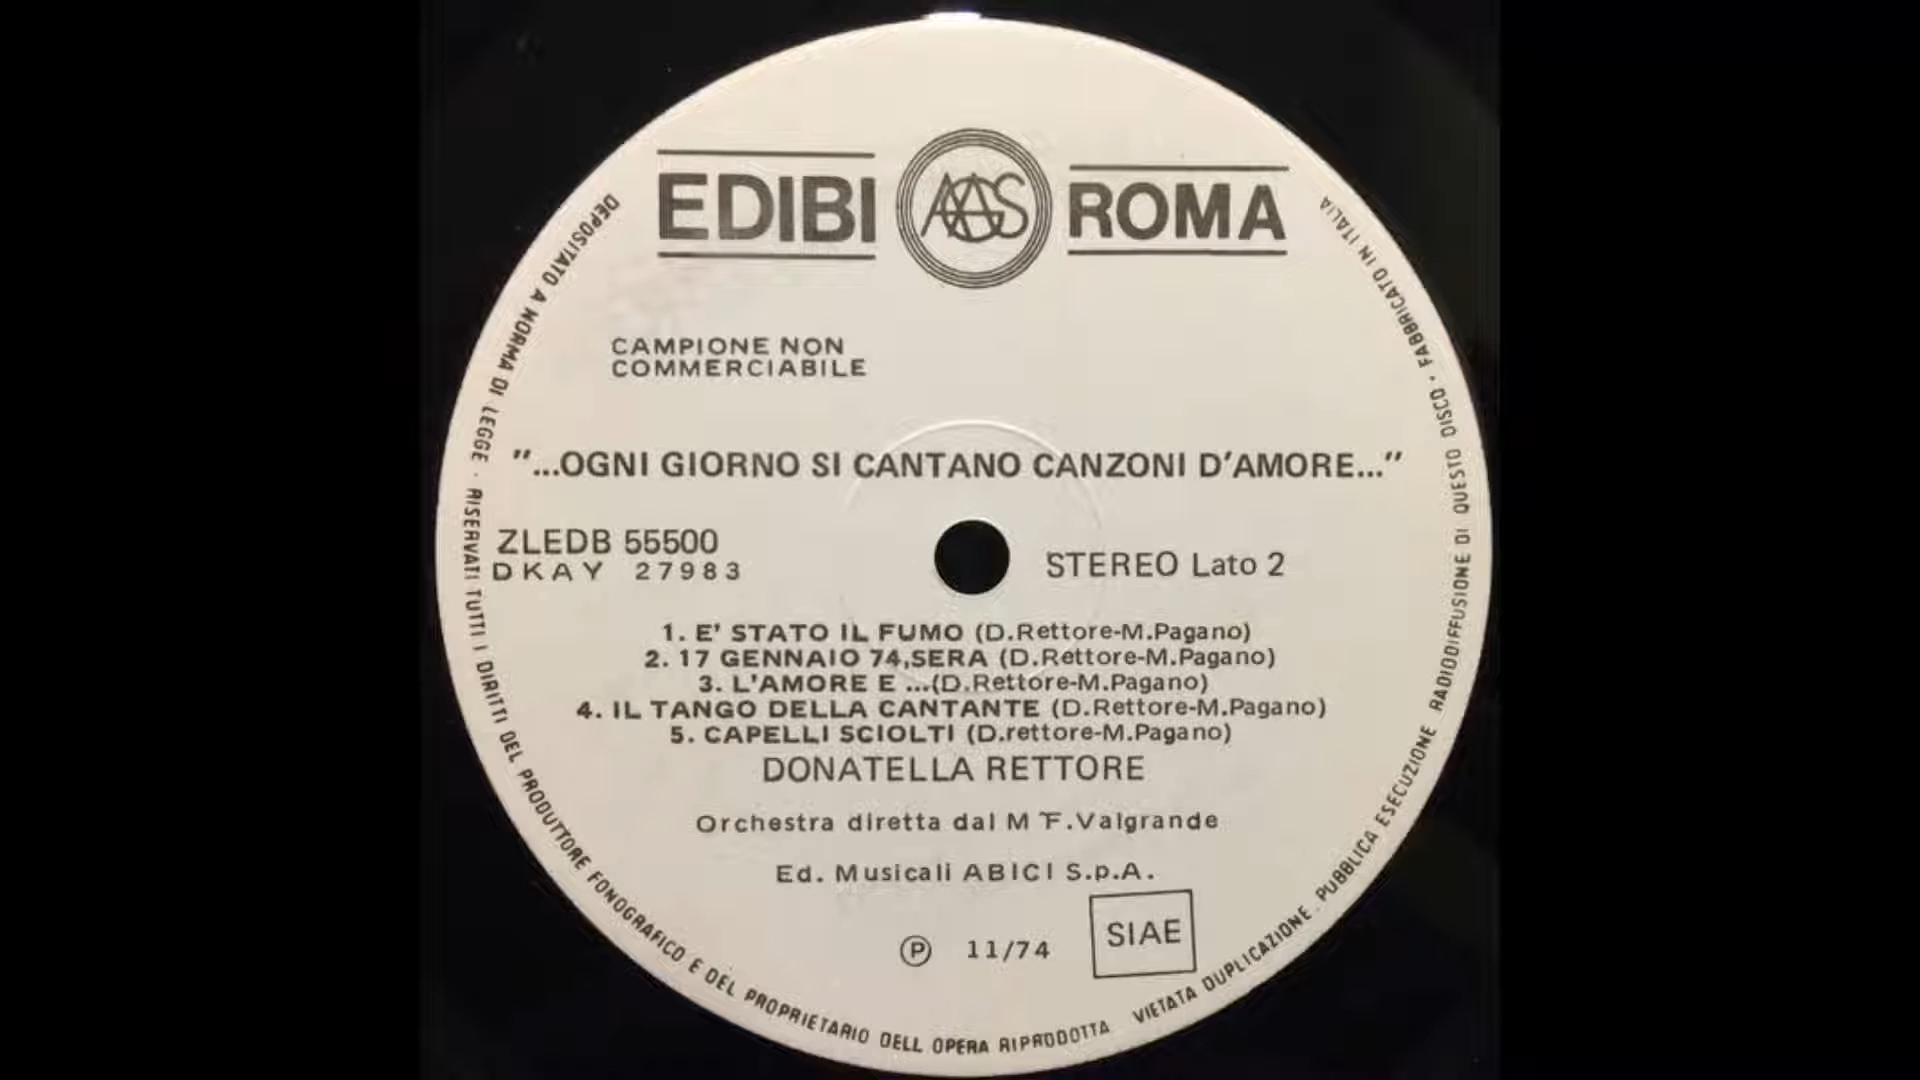 EDIBI AGAS ROMA
CAMPIONE NON
COMMERCIABILE
"...OGNI GIORNO SI CANTANO CANZONI D'AMORE..."
ZLEDB 55500
DKAY 27983
STEREO Lato 2
1. E' STATO IL FUMO (D.Rettore-M.Pagano)
2. 17 GENNAIO 74,SERA (D.Rettore-M.Pagano)
3. L'AMORE E ...(D.Rettore-M.Pagano)
4. IL TANGO DELLA CANTANTE (D.Rettore-M.Pagano)
5. CAPELLI SCIOLTI (D.rettore-M.Pagano)
DONATELLA RETTORE
Orchestra diretta dal M° F.Valgrande
Ed. Musicali ABICI S.p.A.
℗ 11/74
SIAE
DEPOSITATO A NORMA DI LEGGE · RISERVATI TUTTI I DIRITTI DEL PRODUTTORE FONOGRAFICO E DEL PROPRIETARIO DELL OPERA RIPRODOTTA VIETATA DUPLICAZIONE . PUBBLICA ESECUZIONE RADIODIFFUSIONE DI QUESTO DISCO · FABBRICATO IN ITALIA